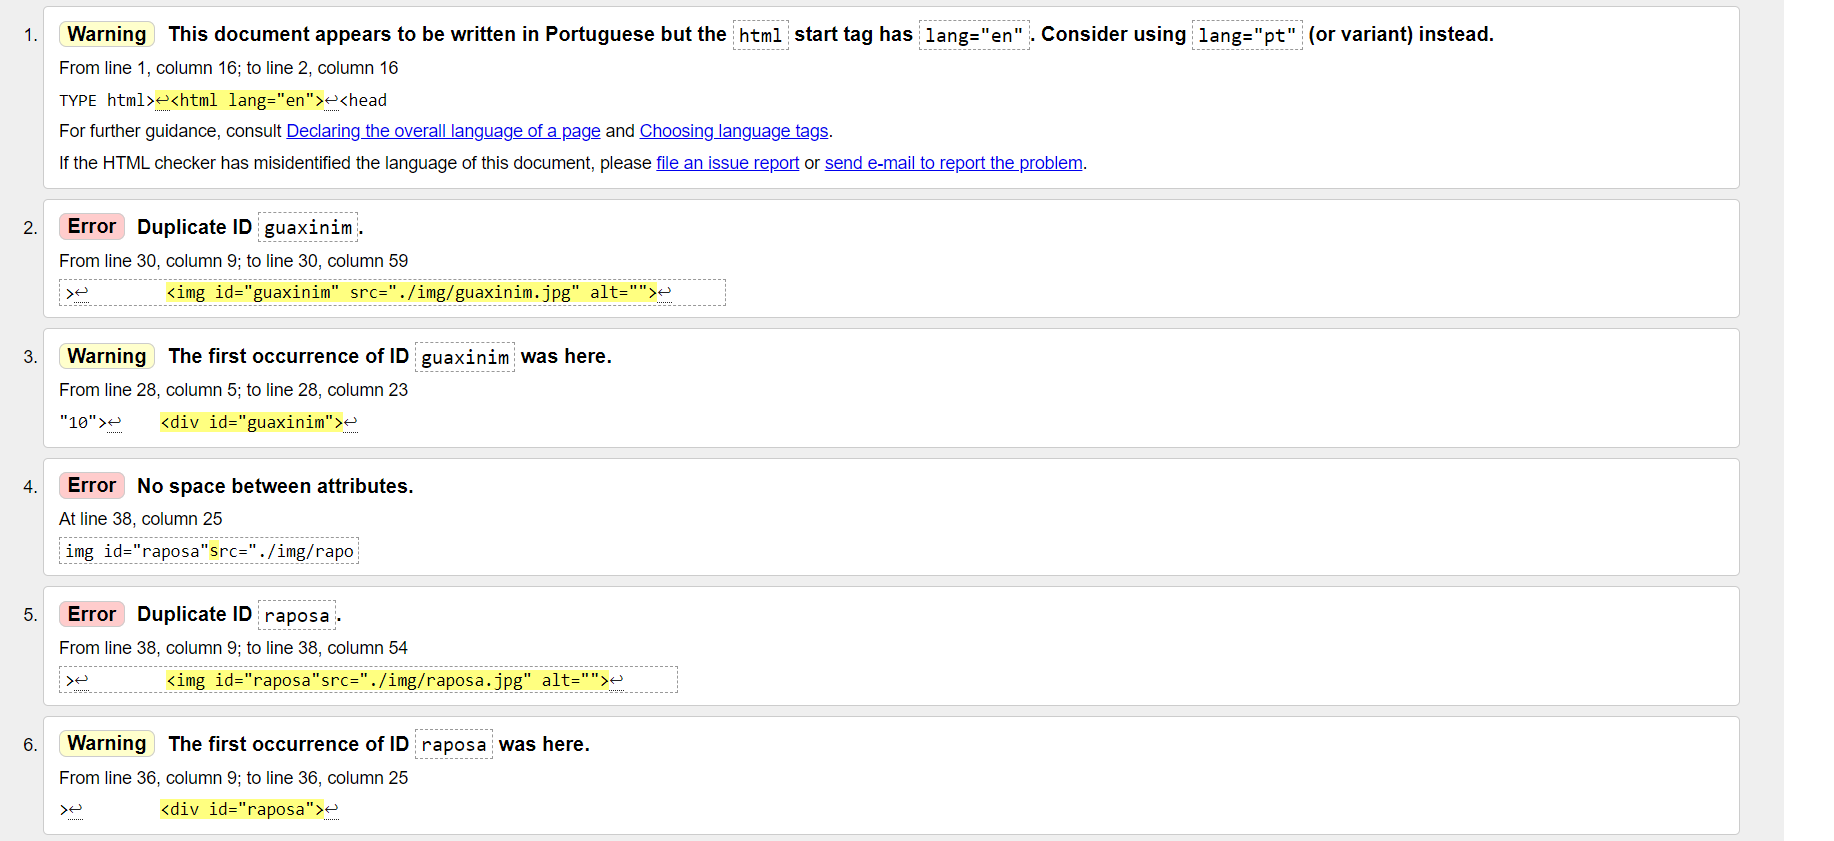 1. Warning This document appears to be written in Portuguese but the html start tag has lang="en". Consider using lang="pt" (or variant) instead.
From line 1, column 16; to line 2, column 16
TYPE html>↩<html lang="en">↩<head
For further guidance, consult Declaring the overall language of a page and Choosing language tags.
If the HTML checker has misidentified the language of this document, please file an issue report or send e-mail to report the problem.
2. Error Duplicate ID guaxinim.
From line 30, column 9; to line 30, column 59
>↩ <img id="guaxinim" src="./img/guaxinim.jpg" alt="">↩
3. Warning The first occurrence of ID guaxinim was here.
From line 28, column 5; to line 28, column 23
"10">↩ <div id="guaxinim">↩
4. Error No space between attributes.
At line 38, column 25
img id="raposa"src="./img/rapo
5. Error Duplicate ID raposa.
From line 38, column 9; to line 38, column 54
>↩ <img id="raposa"src="./img/raposa.jpg" alt="">↩
6. Warning The first occurrence of ID raposa was here.
From line 36, column 9; to line 36, column 25
>↩ <div id="raposa">↩